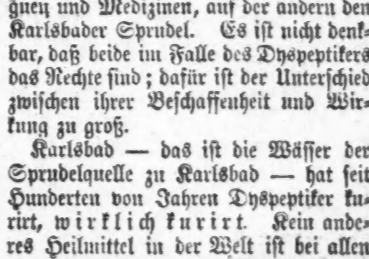 guen und Medizinen, auf der andern den
Karlsbader Sprudel. Es ist nicht denk-
bar, daß beide im Falle des Dyspeptikers
das Rechte sind; dafür ist der Unterschied
zwischen ihrer Beschaffenheit und Wir-
kung zu groß.
Karlsbad — das ist die Wässer der
Sprudelquelle zu Karlsbad — hat seit
Hunderten von Jahren Dyspeptiker ku-
rirt, wirklich kurirt. Kein ande-
res Heilmittel in der Welt ist bei allen